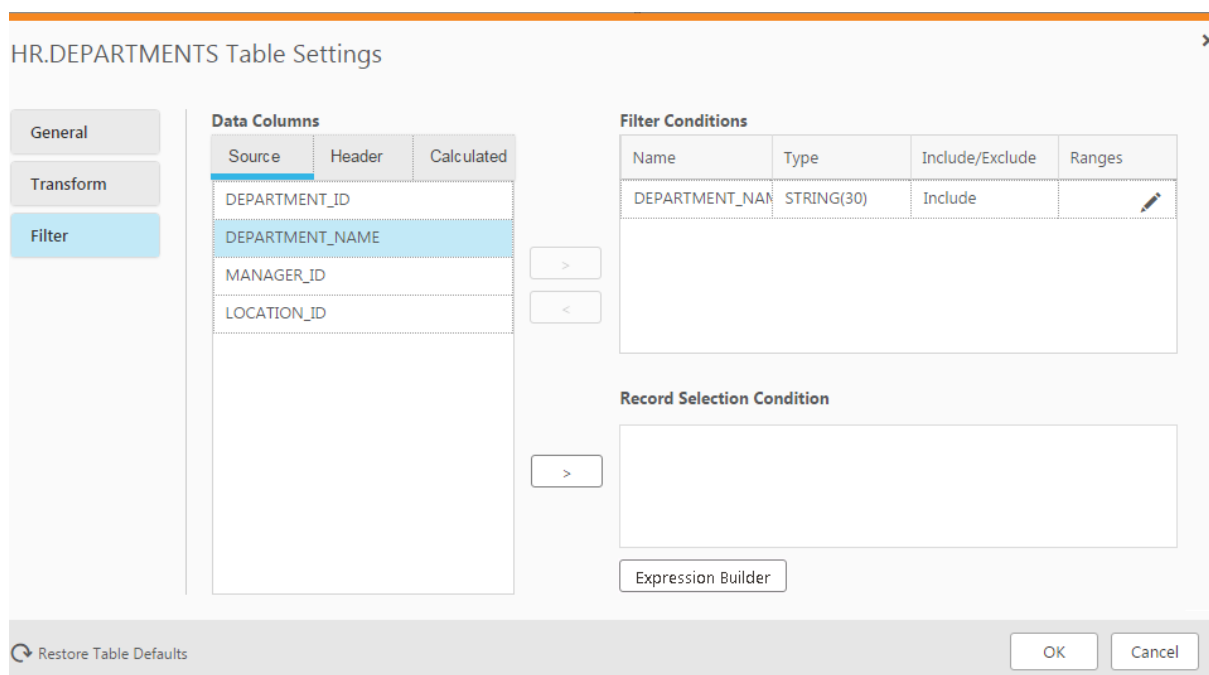 HR.DEPARTMENTS Table Settings
General
Transform
Filter
Data Columns
Source Header Calculated
DEPARTMENT_ID
DEPARTMENT_NAME
MANAGER_ID
LOCATION_ID
>
<
>
Filter Conditions
Name Type Include/Exclude Ranges
DEPARTMENT_NAM STRING(30) Include
Record Selection Condition
Expression Builder
Restore Table Defaults
OK Cancel